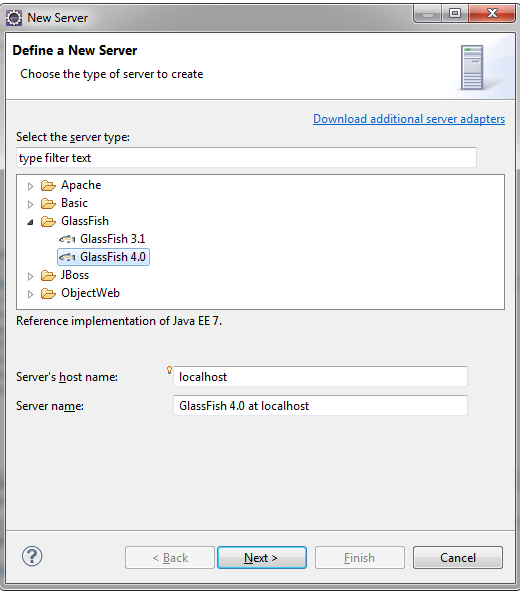 New Server
Define a New Server
Choose the type of server to create
Download additional server adapters
Select the server type:
type filter text
Apache
Basic
GlassFish
GlassFish 3.1
GlassFish 4.0
JBoss
ObjectWeb
Reference implementation of Java EE 7.
Server's host name: localhost
Server name: GlassFish 4.0 at localhost
? < Back Next > Finish Cancel